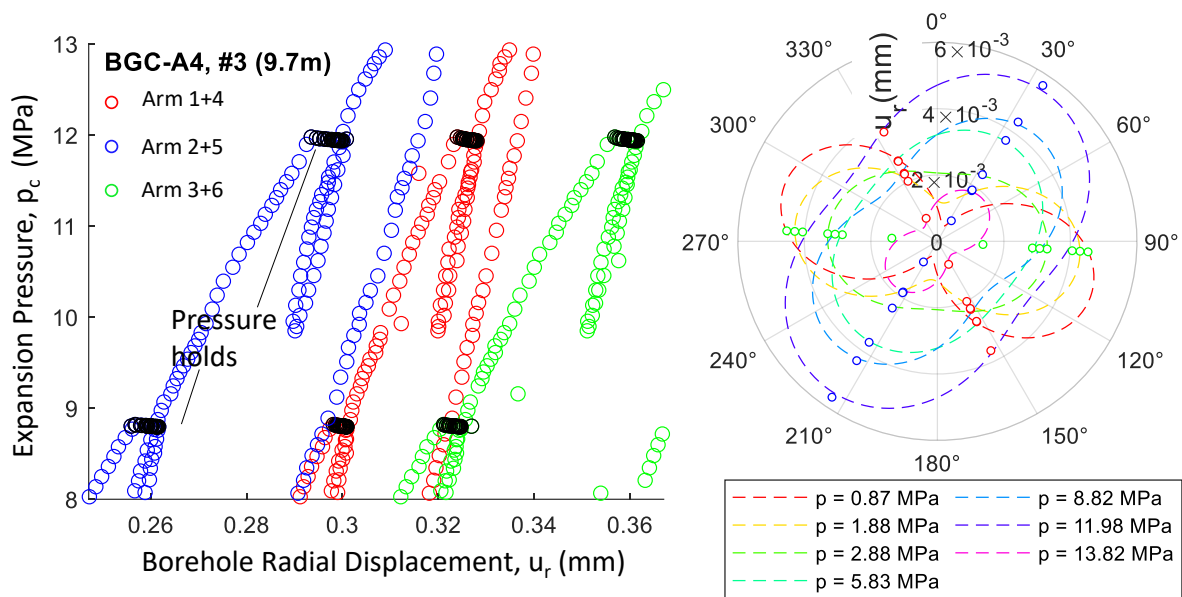 BGC-A4, #3 (9.7m)
Arm 1+4
Arm 2+5
Arm 3+6
Pressure
holds
Expansion Pressure, p_c (MPa)
13
12
11
10
9
8
0.26
0.28
0.3
0.32
0.34
0.36
Borehole Radial Displacement, u_r (mm)
0°
30°
60°
90°
120°
150°
180°
210°
240°
270°
300°
330°
u_r (mm)
6×10⁻³
4×10⁻³
2×10⁻³
0
p = 0.87 MPa
p = 1.88 MPa
p = 2.88 MPa
p = 5.83 MPa
p = 8.82 MPa
p = 11.98 MPa
p = 13.82 MPa